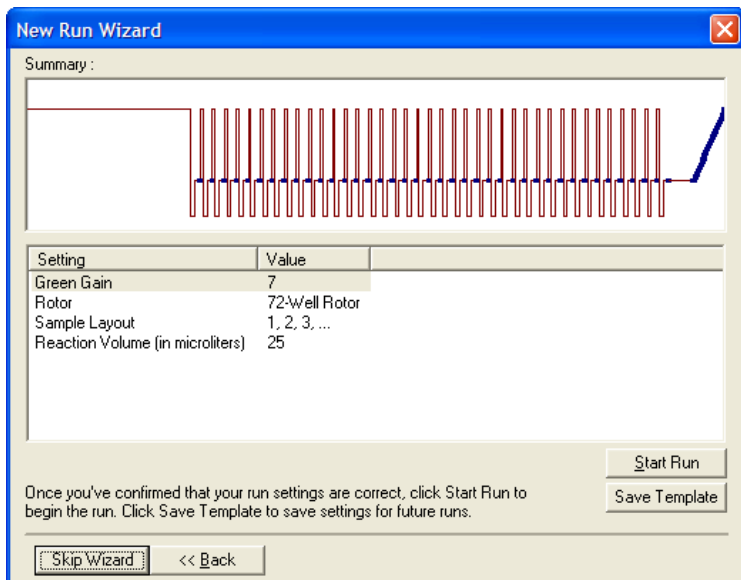 New Run Wizard
Summary :
Setting Value
Green Gain 7
Rotor 72-Well Rotor
Sample Layout 1, 2, 3, ...
Reaction Volume (in microliters) 25
Start Run
Once you've confirmed that your run settings are correct, click Start Run to
begin the run. Click Save Template to save settings for future runs.
Save Template
Skip Wizard << Back